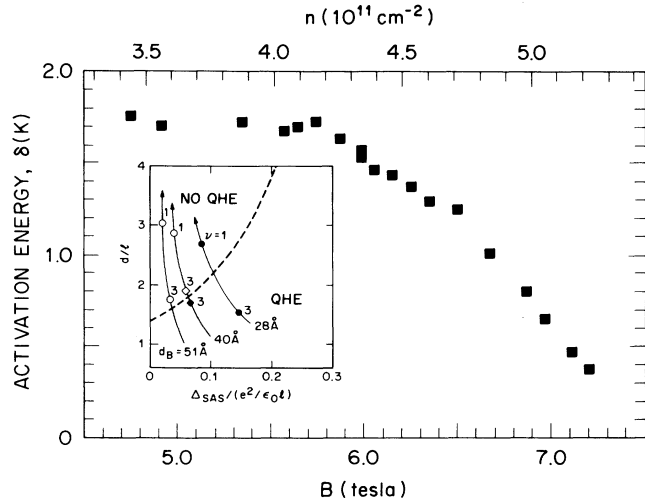 n (10¹¹ cm⁻²)
3.5 4.0 4.5 5.0
ACTIVATION ENERGY, δ(K)
2.0
1.0
0
4
3
2
1
d/ℓ
NO QHE
1 1 ν=1
3 3 3 3
QHE
28Å
40Å
d_B = 51Å
0 0.1 0.2 0.3
Δ_SAS/(e²/ε₀ℓ)
5.0 6.0 7.0
B (tesla)